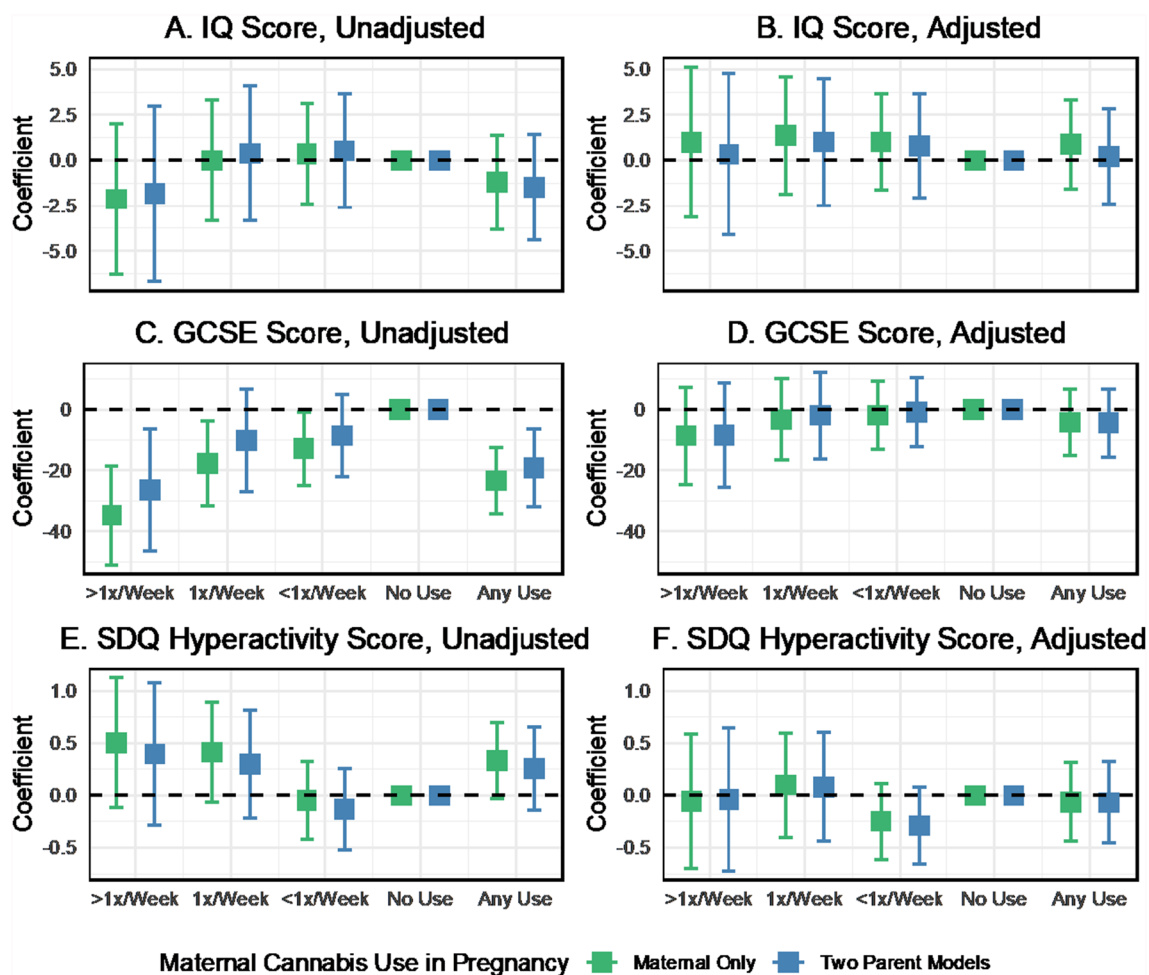 A. IQ Score, Unadjusted
Coefficient
5.0
2.5
0.0
-2.5
-5.0
B. IQ Score, Adjusted
Coefficient
5.0
2.5
0.0
-2.5
-5.0
C. GCSE Score, Unadjusted
Coefficient
0
-20
-40
>1x/Week 1x/Week <1x/Week No Use Any Use
D. GCSE Score, Adjusted
Coefficient
0
-20
-40
>1x/Week 1x/Week <1x/Week No Use Any Use
E. SDQ Hyperactivity Score, Unadjusted
Coefficient
1.0
0.5
0.0
-0.5
>1x/Week 1x/Week <1x/Week No Use Any Use
F. SDQ Hyperactivity Score, Adjusted
Coefficient
1.0
0.5
0.0
-0.5
>1x/Week 1x/Week <1x/Week No Use Any Use
Maternal Cannabis Use in Pregnancy Maternal Only Two Parent Models